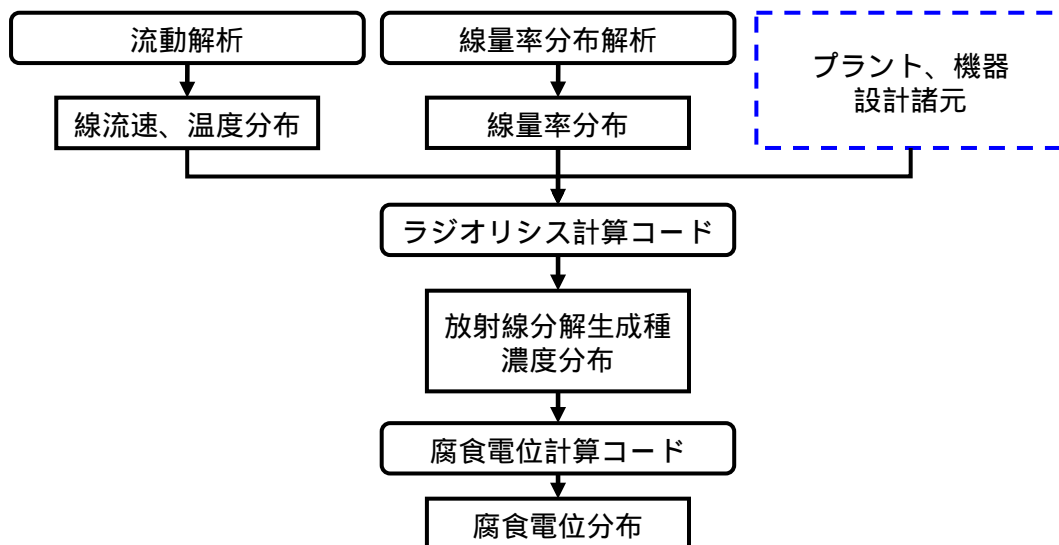 流動解析
線量率分布解析
プラント、機器
設計諸元
線流速、温度分布
線量率分布
ラジオリシス計算コード
放射線分解生成種
濃度分布
腐食電位計算コード
腐食電位分布